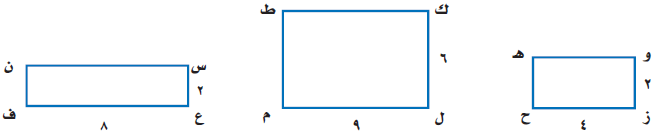 و هـ
٢
ز ح
٤
ك ط
٦
ل م
٩
س ن
٢
ع ف
٨